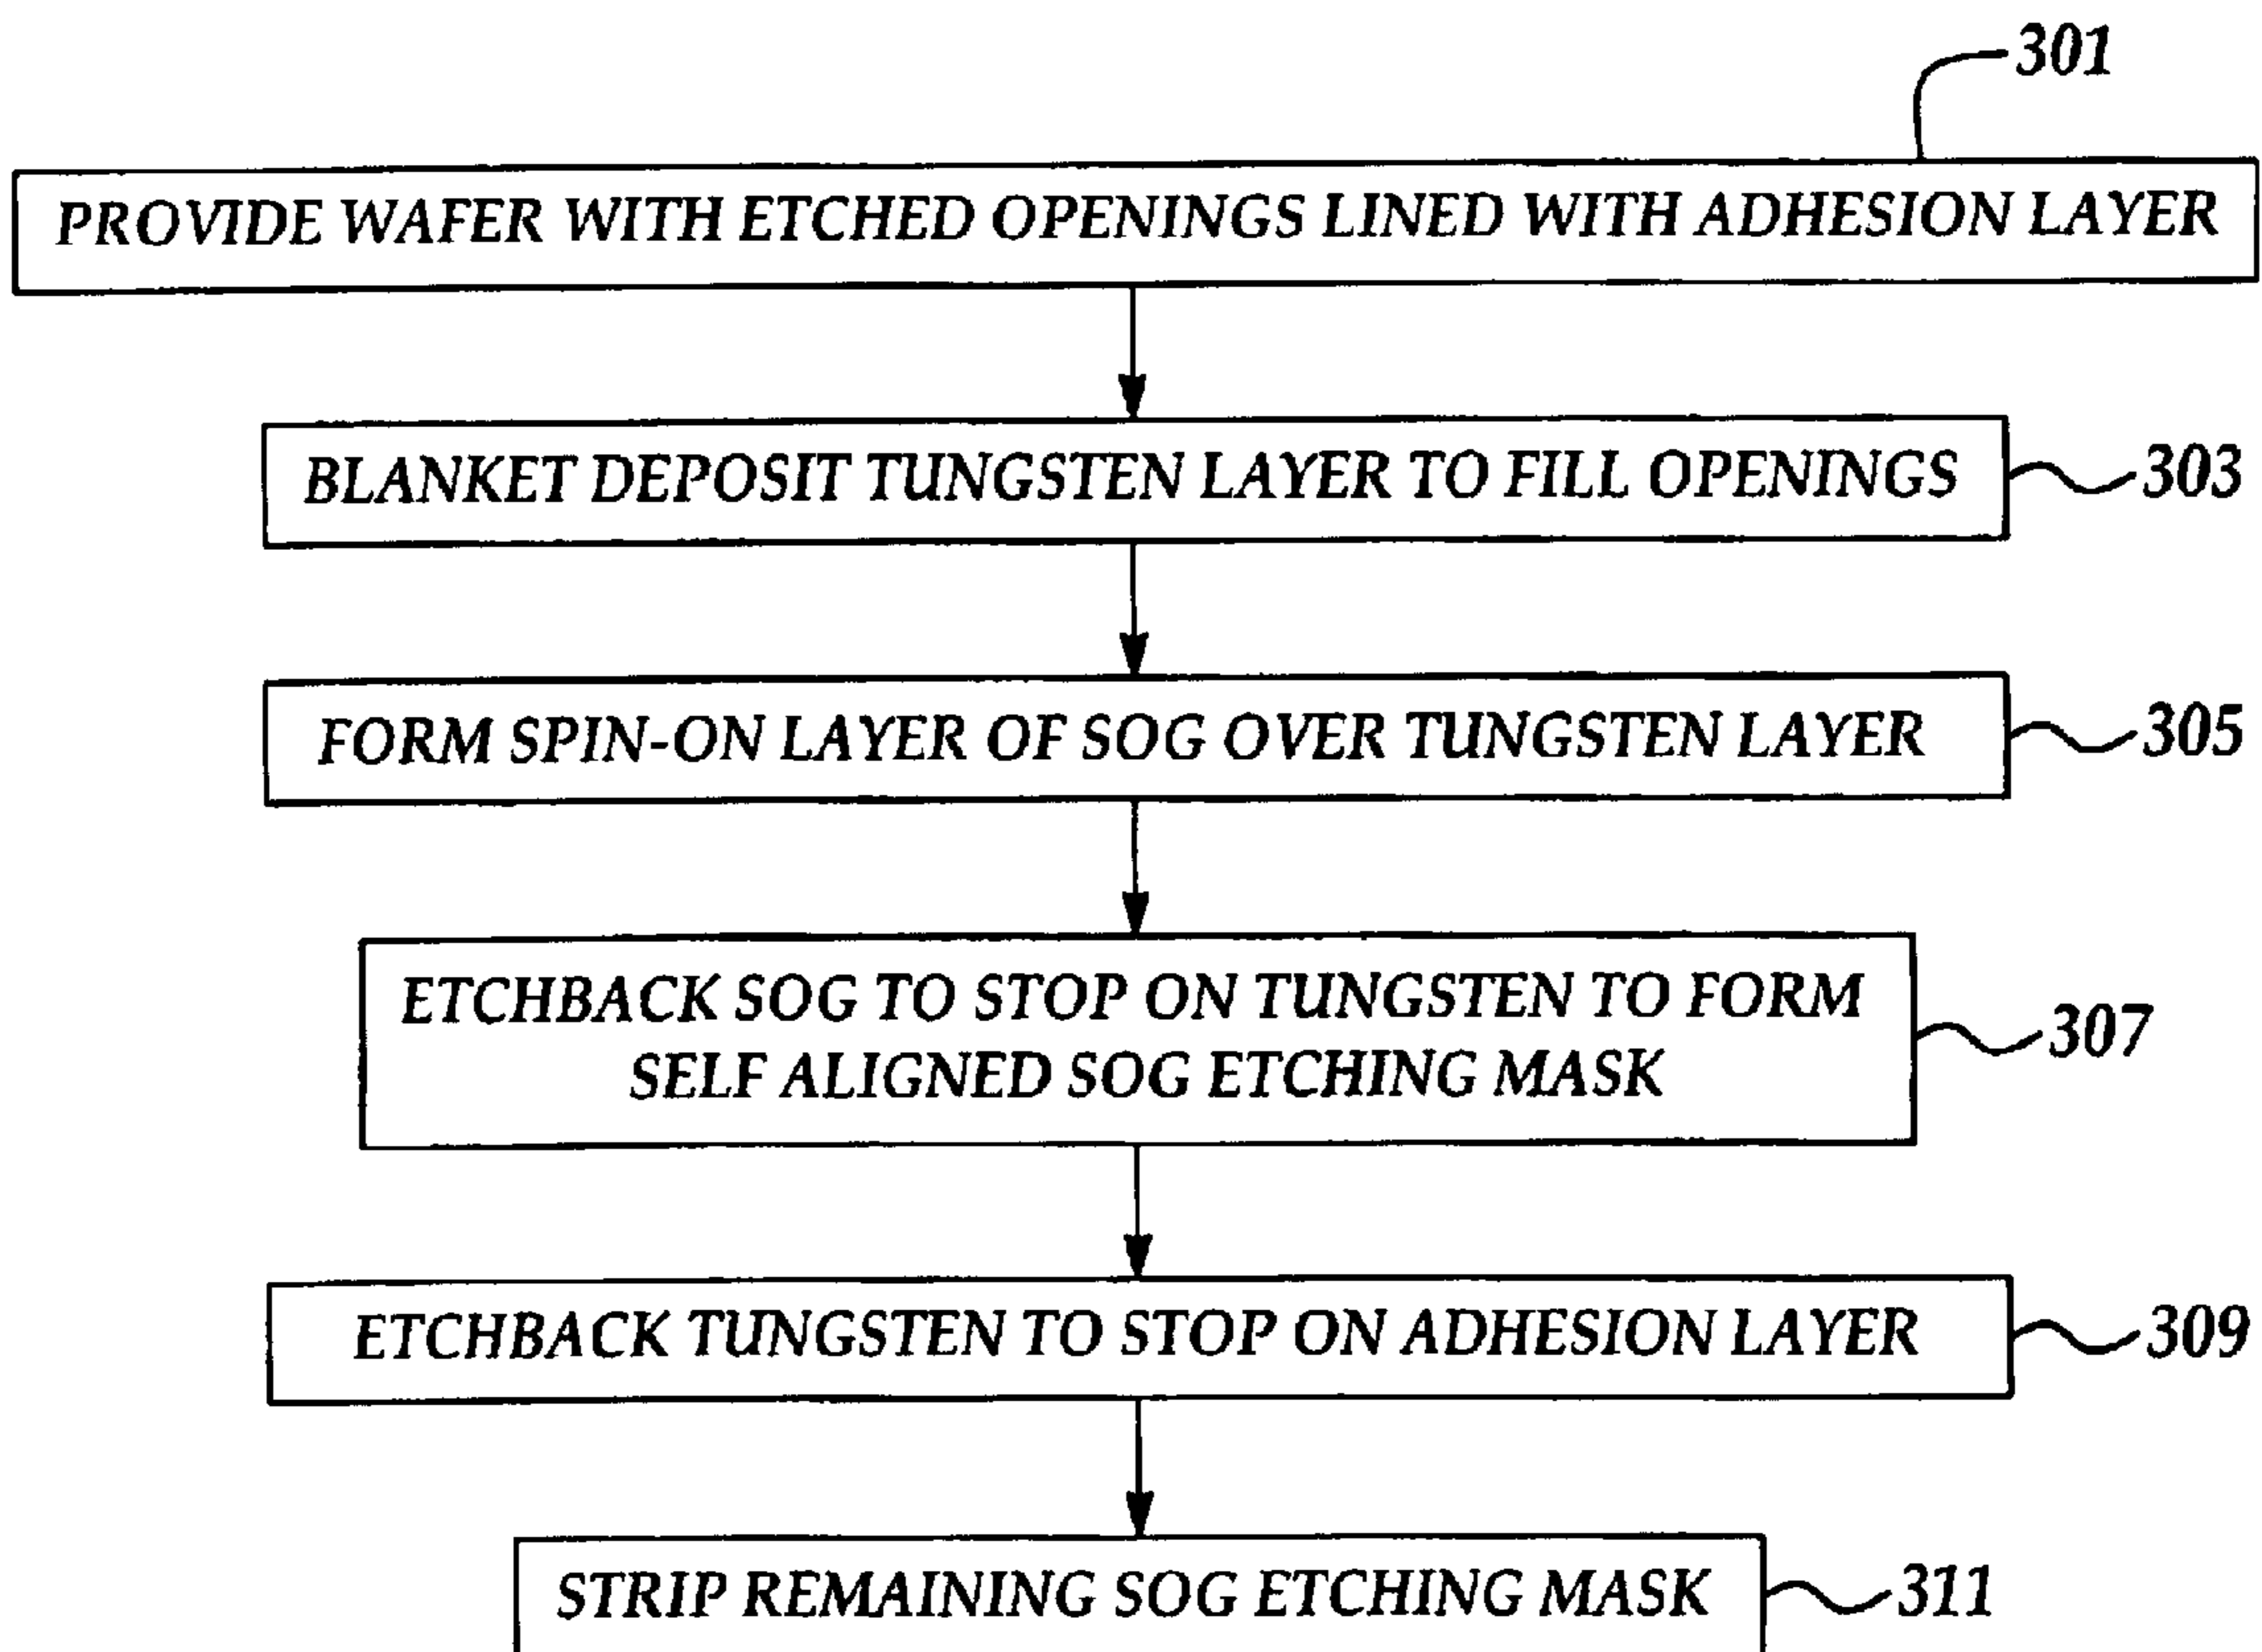 301
PROVIDE WAFER WITH ETCHED OPENINGS LINED WITH ADHESION LAYER
BLANKET DEPOSIT TUNGSTEN LAYER TO FILL OPENINGS
303
FORM SPIN-ON LAYER OF SOG OVER TUNGSTEN LAYER
305
ETCHBACK SOG TO STOP ON TUNGSTEN TO FORM
SELF ALIGNED SOG ETCHING MASK
307
ETCHBACK TUNGSTEN TO STOP ON ADHESION LAYER
309
STRIP REMAINING SOG ETCHING MASK
311